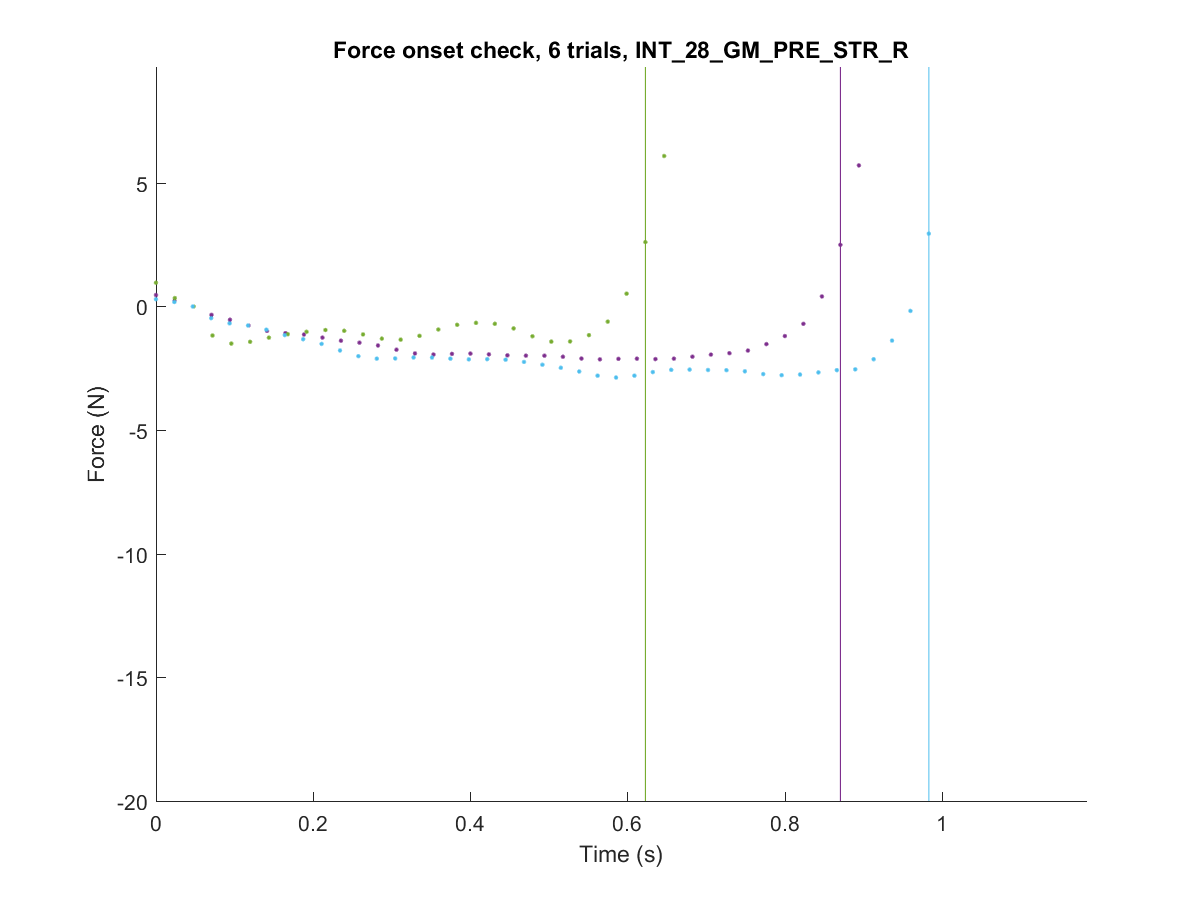 Force onset check, 6 trials, INT_28_GM_PRE_STR_R
5
0
-5
-10
-15
-20
Force (N)
0 0.2 0.4 0.6 0.8 1
Time (s)